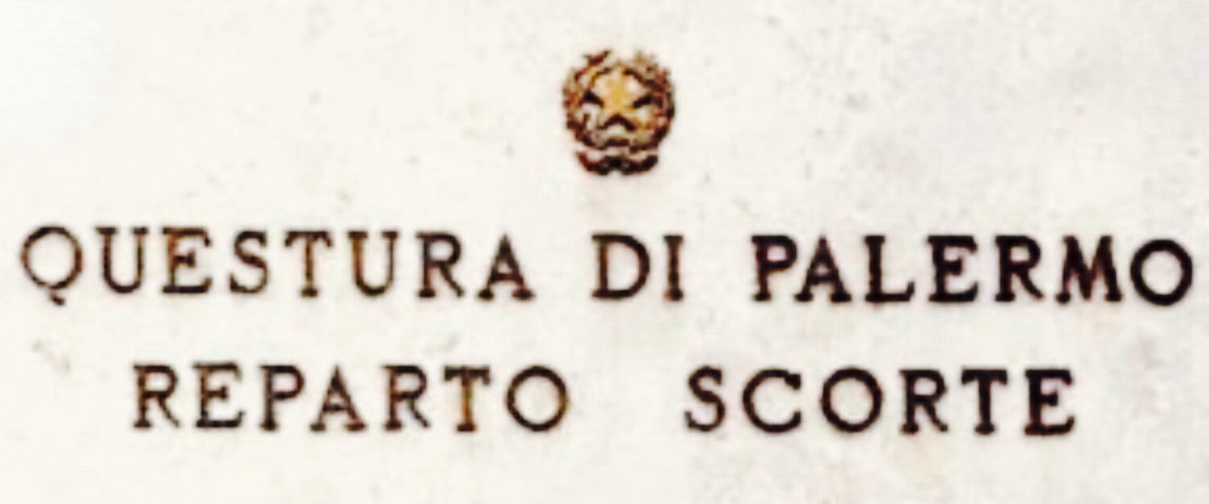 QUESTURA DI PALERMO
REPARTO SCORTE